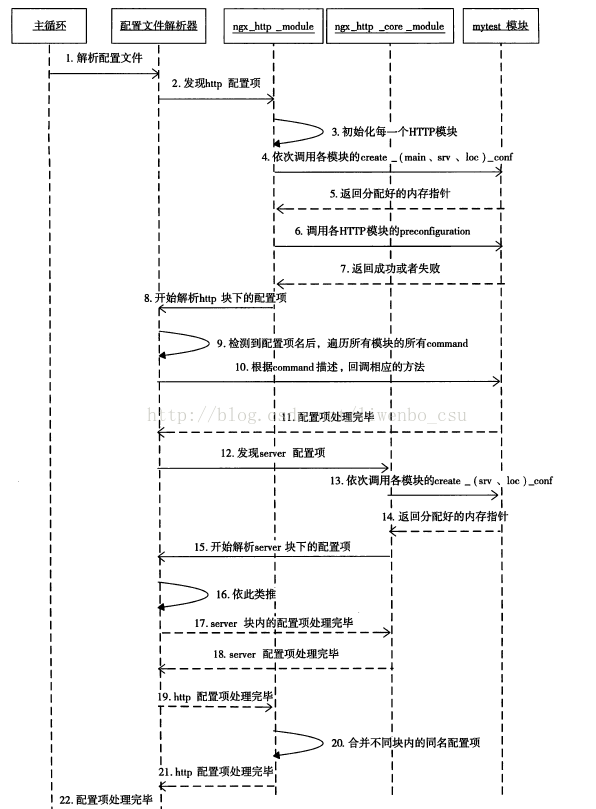 主循环 配置文件解析器 ngx_http _module ngx_http _core _module mytest 模块
1. 解析配置文件
2. 发现http 配置项
3. 初始化每一个HTTP模块
4. 依次调用各模块的create _ (main 、srv 、loc) _conf
5. 返回分配好的内存指针
6. 调用各HTTP模块的preconfiguration
7. 返回成功或者失败
8. 开始解析http 块下的配置项
9. 检测到配置项名后，遍历所有模块的所有command
10. 根据command 描述，回调相应的方法
11. 配置项处理完毕
12. 发现server 配置项
13. 依次调用各模块的create _ ( srv 、loc ) _conf
14. 返回分配好的内存指针
15. 开始解析server 块下的配置项
16. 依此类推
17. server 块内的配置项处理完毕
18. server 配置项处理完毕
19. http 配置项处理完毕
20. 合并不同块内的同名配置项
21. http 配置项处理完毕
22. 配置项处理完毕